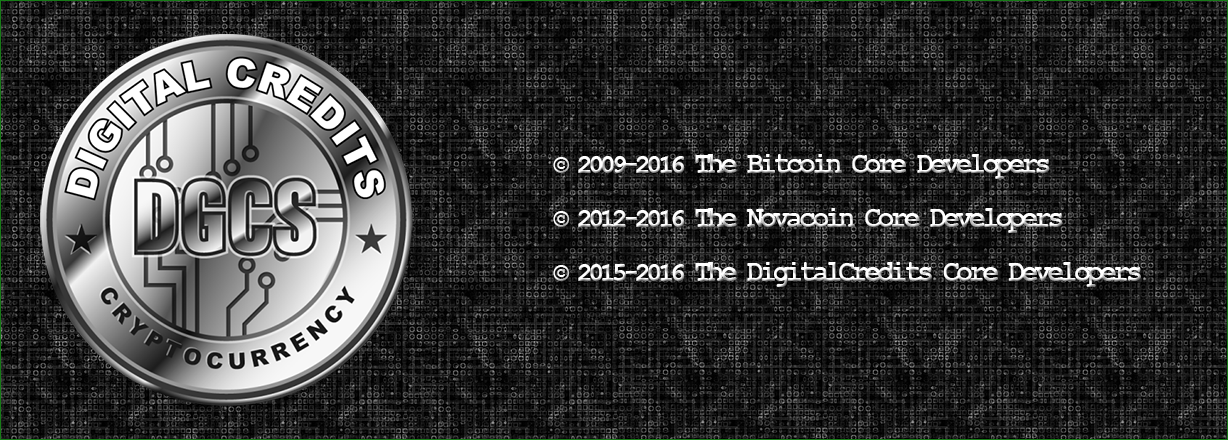 DIGITAL CREDITS
DGCS
CRYPTOCURRENCY
© 2009-2016 The Bitcoin Core Developers
© 2012-2016 The Novacoin Core Developers
© 2015-2016 The DigitalCredits Core Developers